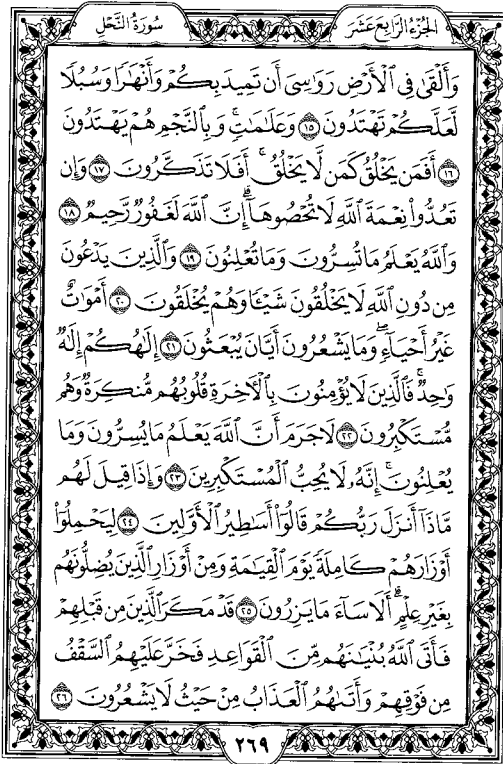 الجزء الرابع عشر
سورة النحل
وَأَلْقَىٰ فِي ٱلْأَرْضِ رَوَٰسِيَ أَن تَمِيدَ بِكُمْ وَأَنْهَٰرًا وَسُبُلًا
لَّعَلَّكُمْ تَهْتَدُونَ ١٥ وَعَلَٰمَٰتٍ ۚ وَبِٱلنَّجْمِ هُمْ يَهْتَدُونَ
١٦ أَفَمَن يَخْلُقُ كَمَن لَّا يَخْلُقُ ۚ أَفَلَا تَذَكَّرُونَ ١٧ وَإِن
تَعُدُّوا۟ نِعْمَةَ ٱللَّهِ لَا تُحْصُوهَآ ۗ إِنَّ ٱللَّهَ لَغَفُورٌ رَّحِيمٌ ١٨
وَٱللَّهُ يَعْلَمُ مَا تُسِرُّونَ وَمَا تُعْلِنُونَ ١٩ وَٱلَّذِينَ يَدْعُونَ
مِن دُونِ ٱللَّهِ لَا يَخْلُقُونَ شَيْـًٔا وَهُمْ يُخْلَقُونَ ٢٠ أَمْوَٰتٌ
غَيْرُ أَحْيَآءٍ ۖ وَمَا يَشْعُرُونَ أَيَّانَ يُبْعَثُونَ ٢١ إِلَٰهُكُمْ إِلَٰهٌ
وَٰحِدٌ ۚ فَٱلَّذِينَ لَا يُؤْمِنُونَ بِٱلْأَخِرَةِ قُلُوبُهُم مُّنكِرَةٌ وَهُم
مُّسْتَكْبِرُونَ ٢٢ لَا جَرَمَ أَنَّ ٱللَّهَ يَعْلَمُ مَا يُسِرُّونَ وَمَا
يُعْلِنُونَ ۚ إِنَّهُۥ لَا يُحِبُّ ٱلْمُسْتَكْبِرِينَ ٢٣ وَإِذَا قِيلَ لَهُم
مَّاذَآ أَنزَلَ رَبُّكُمْ قَالُوٓا۟ أَسَٰطِيرُ ٱلْأَوَّلِينَ ٢٤ لِيَحْمِلُوٓا۟
أَوْزَارَهُمْ كَامِلَةً يَوْمَ ٱلْقِيَٰمَةِ وَمِنْ أَوْزَارِ ٱلَّذِينَ يُضِلُّونَهُم
بِغَيْرِ عِلْمٍ ۗ أَلَا سَآءَ مَا يَزِرُونَ ٢٥ قَدْ مَكَرَ ٱلَّذِينَ مِن قَبْلِهِمْ
فَأَتَى ٱللَّهُ بُنْيَٰنَهُم مِّنَ ٱلْقَوَاعِدِ فَخَرَّ عَلَيْهِمُ ٱلسَّقْفُ
مِن فَوْقِهِمْ وَأَتَىٰهُمُ ٱلْعَذَابُ مِنْ حَيْثُ لَا يَشْعُرُونَ ٢٦
٢٦٩